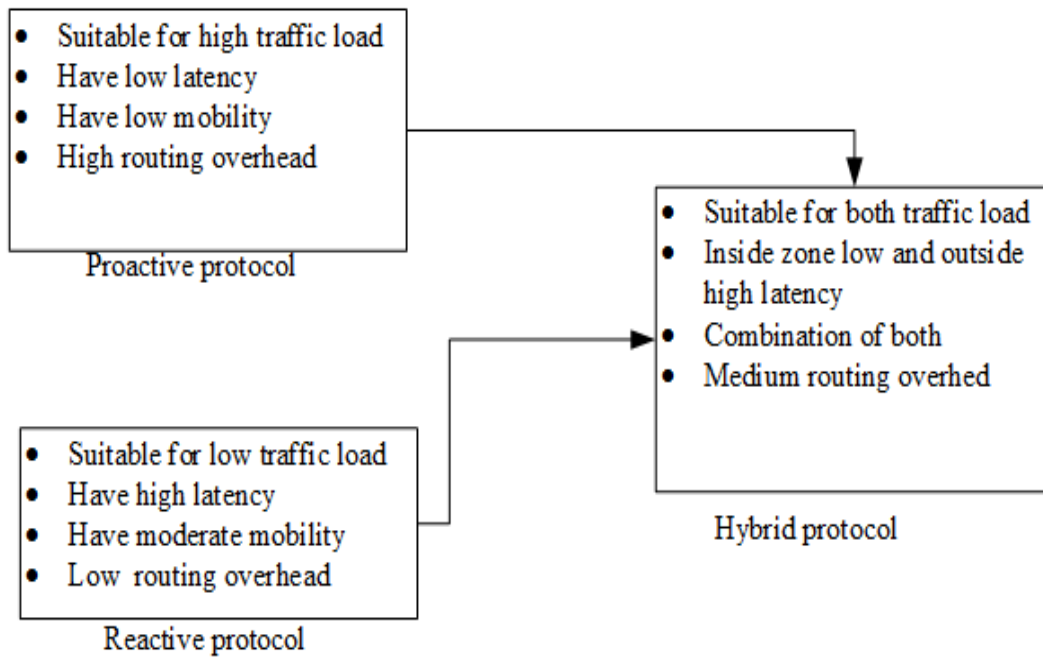 • Suitable for high traffic load
• Have low latency
• Have low mobility
• High routing overhead
Proactive protocol
• Suitable for both traffic load
• Inside zone low and outside
high latency
• Combination of both
• Medium routing overhed
Hybrid protocol
• Suitable for low traffic load
• Have high latency
• Have moderate mobility
• Low routing overhead
Reactive protocol